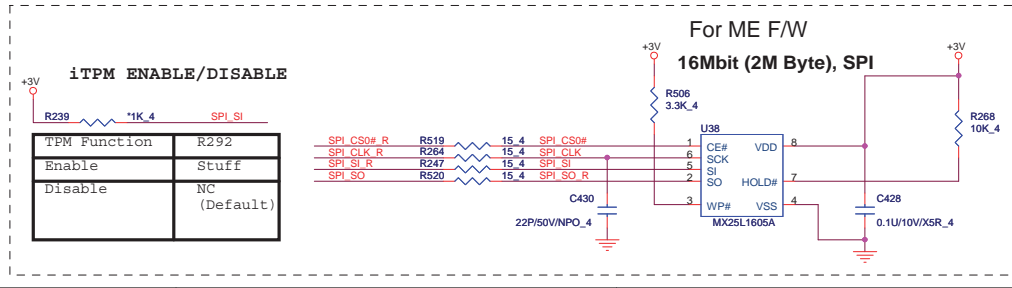 For ME F/W
16Mbit (2M Byte), SPI
+3V
iTPM ENABLE/DISABLE
R239 *1K_4 SPI_SI
TPM Function R292
Enable Stuff
Disable NC
(Default)
+3V
R506
3.3K_4
+3V
R268
10K_4
U38
SPI_CS0#_R R519 15_4 SPI_CS0# 1 CE# VDD 8
SPI_CLK_R R264 15_4 SPI_CLK 6 SCK
SPI_SI_R R247 15_4 SPI_SI 5 SI
SPI_SO R520 15_4 SPI_SO_R 2 SO HOLD# 7
3 WP# VSS 4
MX25L1605A
C430
22P/50V/NPO_4
C428
0.1U/10V/X5R_4